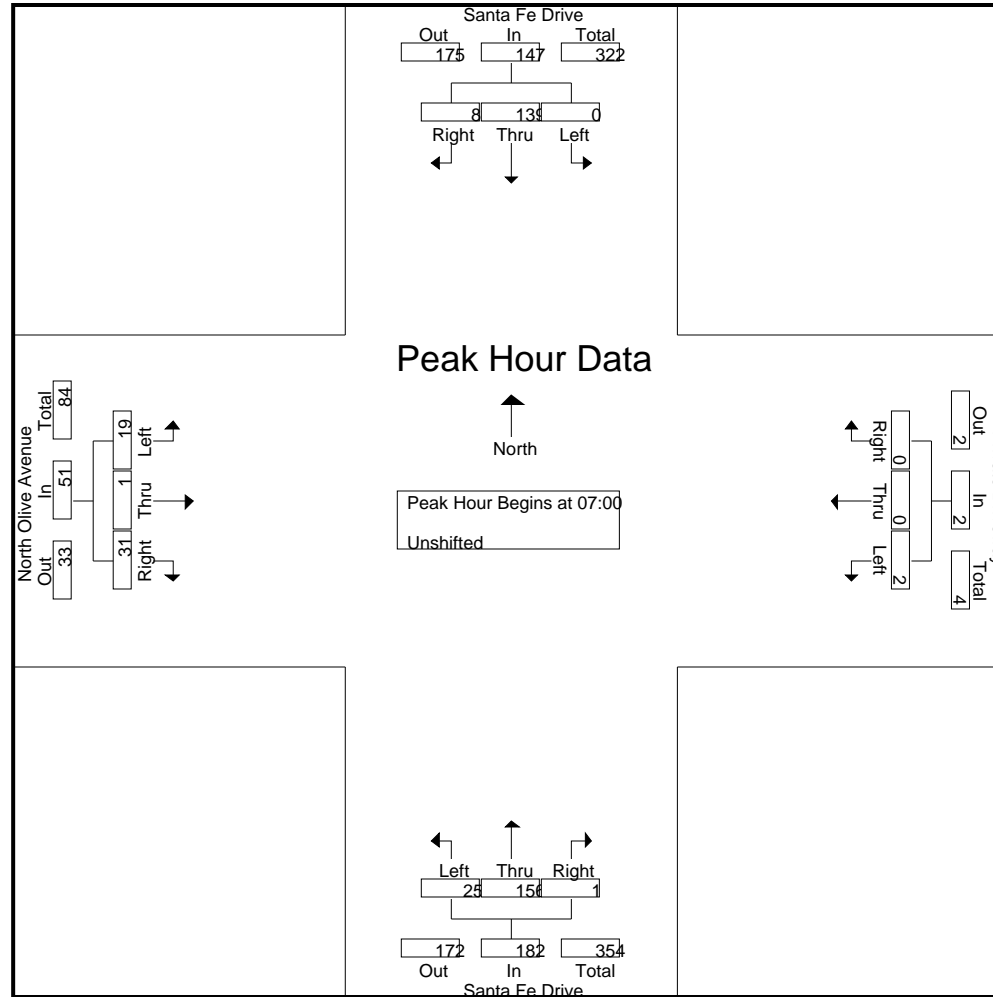 Santa Fe Drive
Out In Total
175 147 322
8 139 0
Right Thru Left
Peak Hour Data
North
Peak Hour Begins at 07:00
Unshifted
North Olive Avenue
Out In Total
33 51 84
31 1 19
Right Thru Left
Out In Total
2 2 4
Right Thru Left
0 0 2
Left Thru Right
25 156 1
172 182 354
Out In Total
Santa Fe Drive